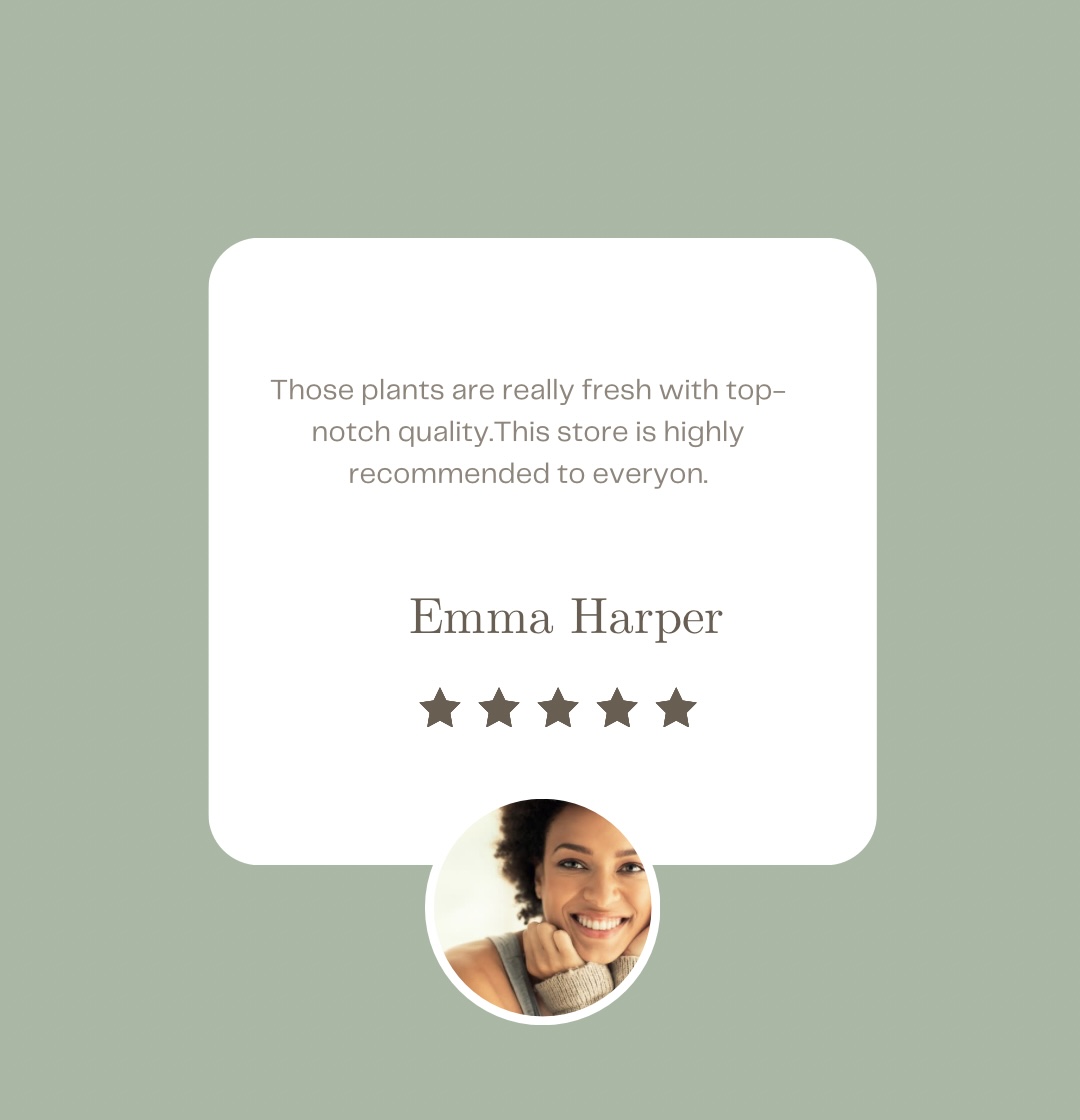 Those plants are really fresh with top-
notch quality.This store is highly
recommended to everyon.
Emma Harper